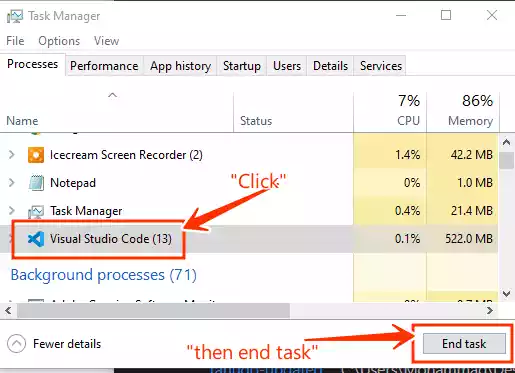 Task Manager
File Options View
Processes Performance App history Startup Users Details Services
7% 86%
Name Status CPU Memory
Icecream Screen Recorder (2) 1.4% 42.2 MB
Notepad 0% 1.0 MB
"Click"
Task Manager 0.4% 21.4 MB
Visual Studio Code (13) 0.1% 522.0 MB
Background processes (71)
Fewer details
"then end task"
End task